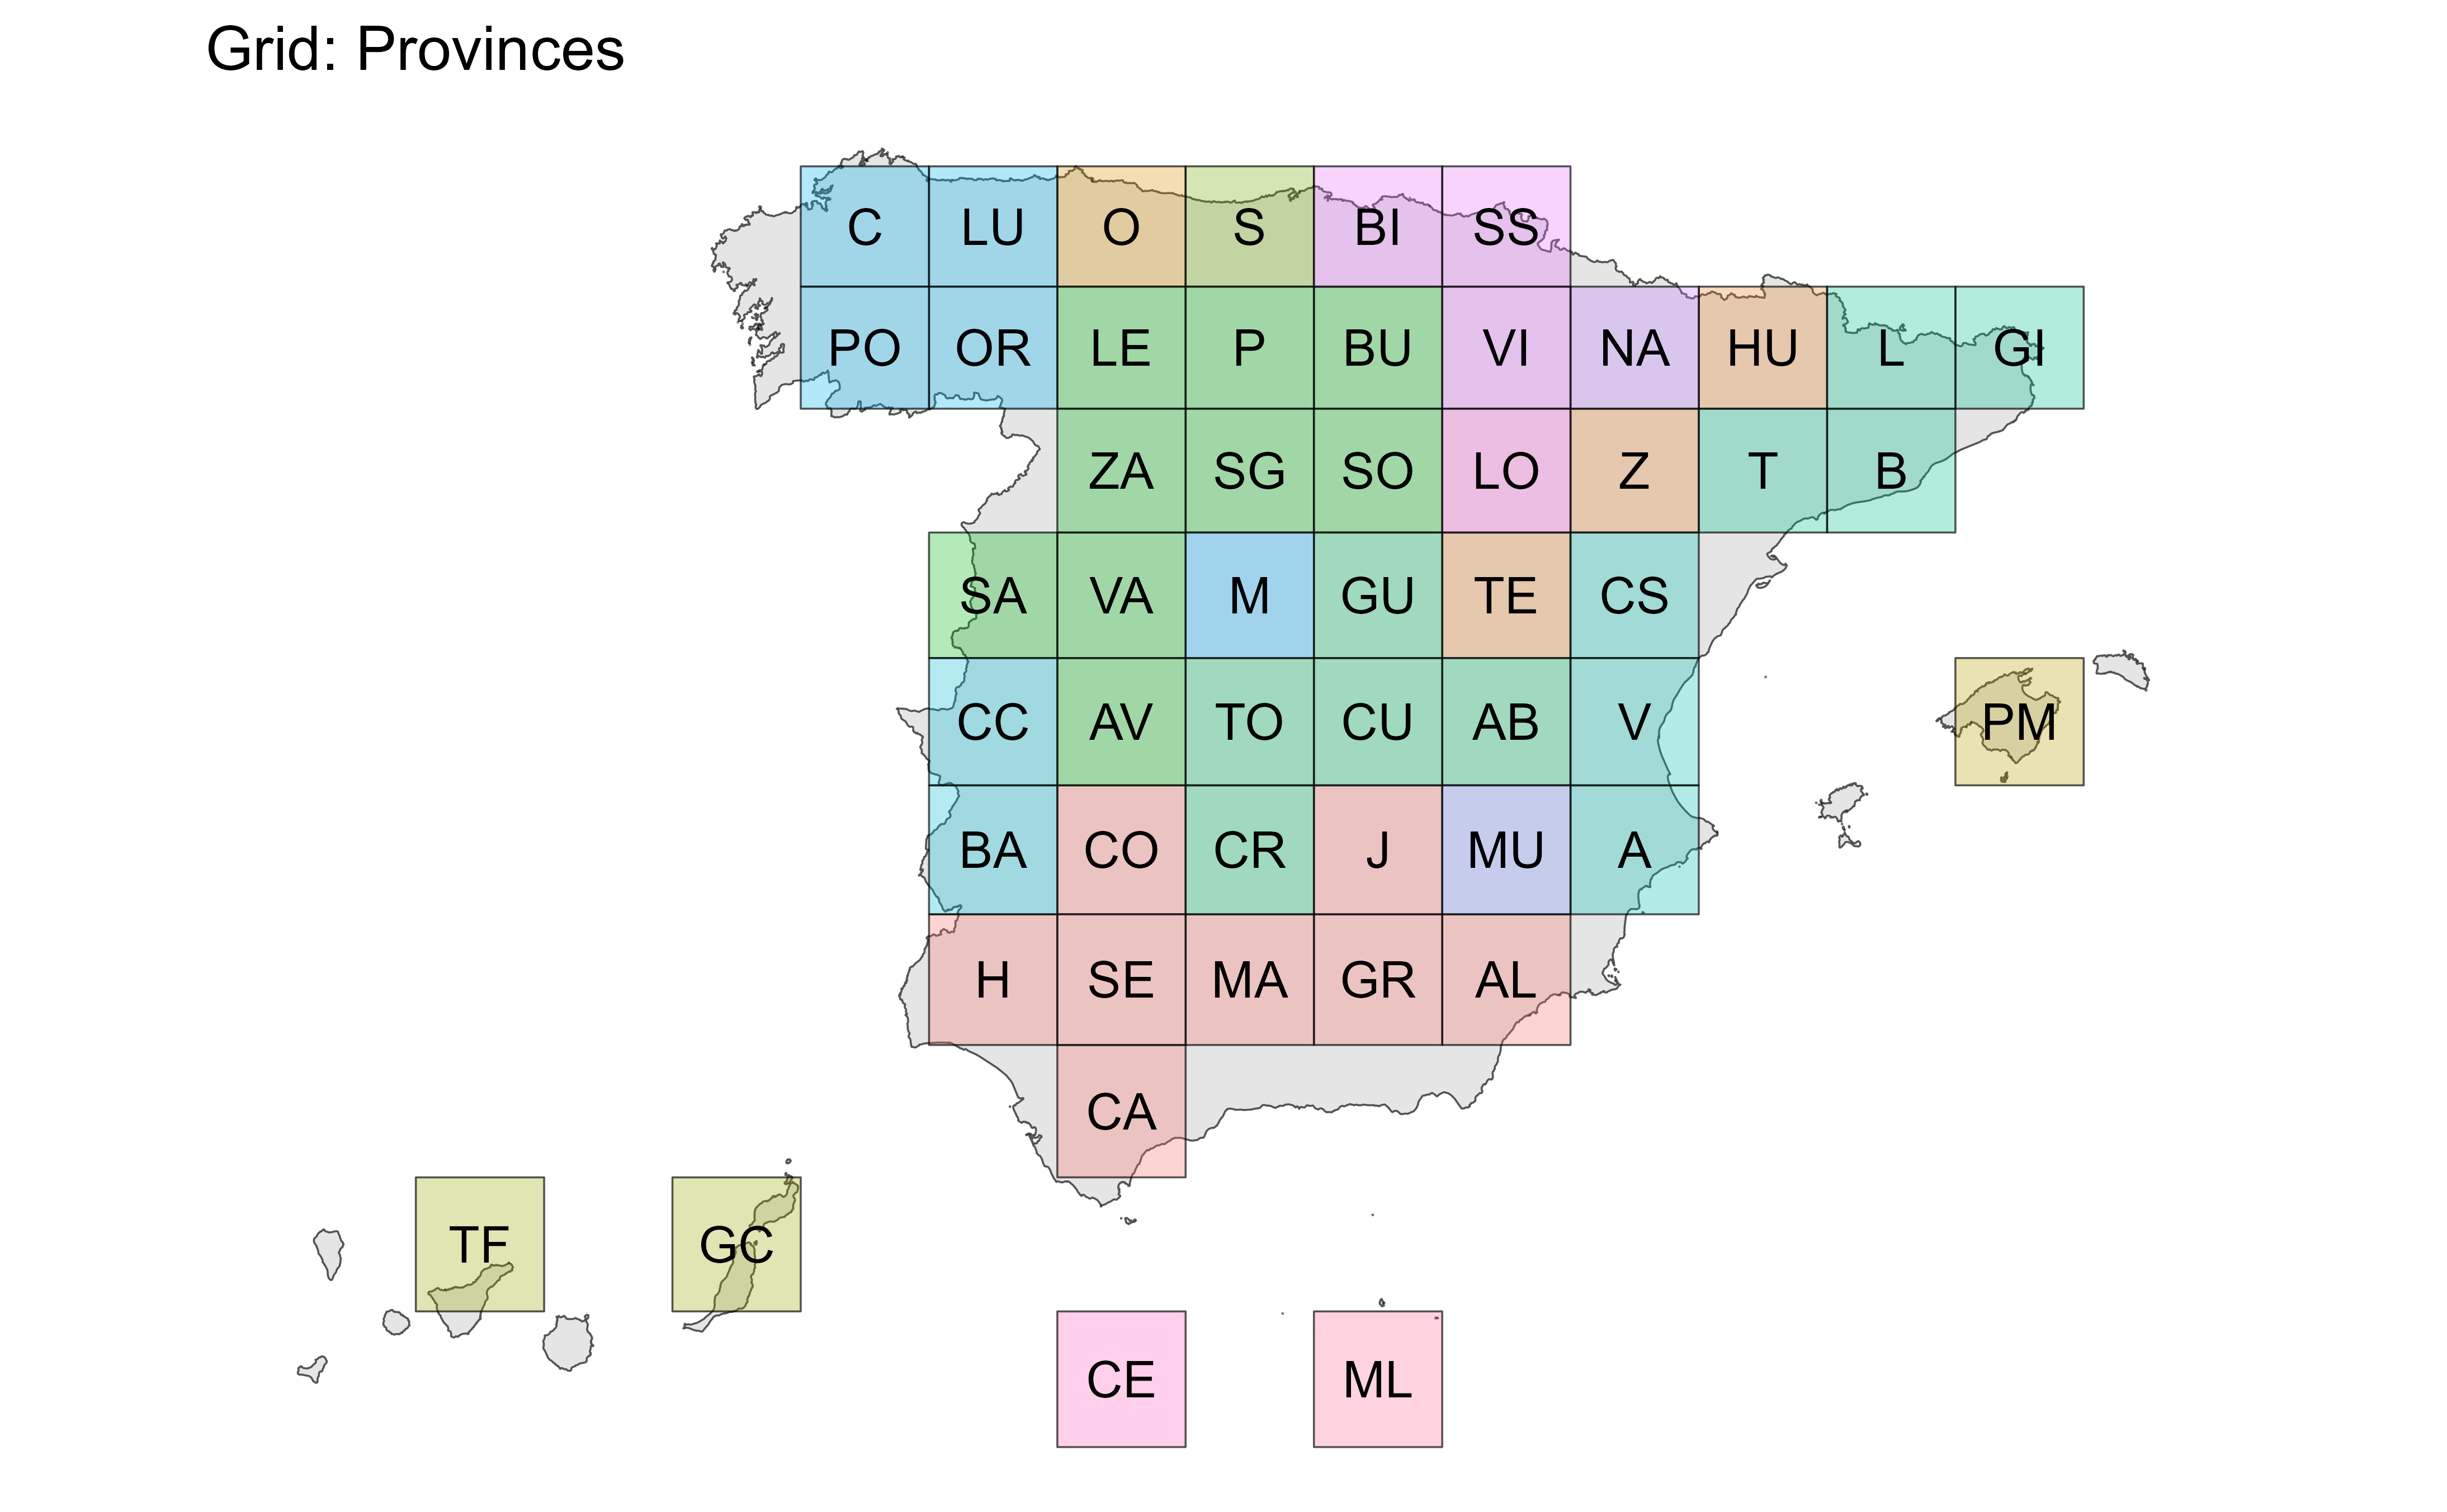 Grid: Provinces
C LU O S BI SS
PO OR LE P BU VI NA HU L GI
ZA SG SO LO Z T B
SA VA M GU TE CS
CC AV TO CU AB V PM
BA CO CR J MU A
H SE MA GR AL
CA
TF GC
CE ML